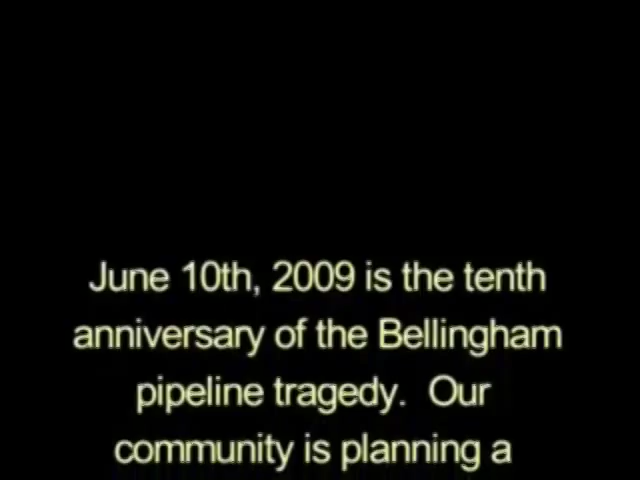 June 10th, 2009 is the tenth
anniversary of the Bellingham
pipeline tragedy.  Our
community is planning a